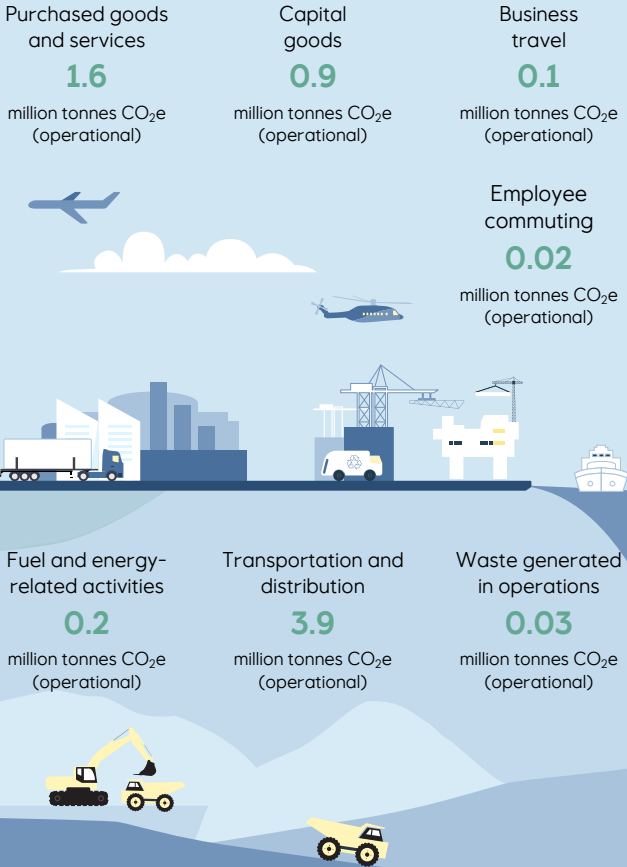 Purchased goods
and services
1.6
million tonnes CO₂e
(operational)
Capital
goods
0.9
million tonnes CO₂e
(operational)
Business
travel
0.1
million tonnes CO₂e
(operational)
Employee
commuting
0.02
million tonnes CO₂e
(operational)
Fuel and energy-
related activities
0.2
million tonnes CO₂e
(operational)
Transportation and
distribution
3.9
million tonnes CO₂e
(operational)
Waste generated
in operations
0.03
million tonnes CO₂e
(operational)